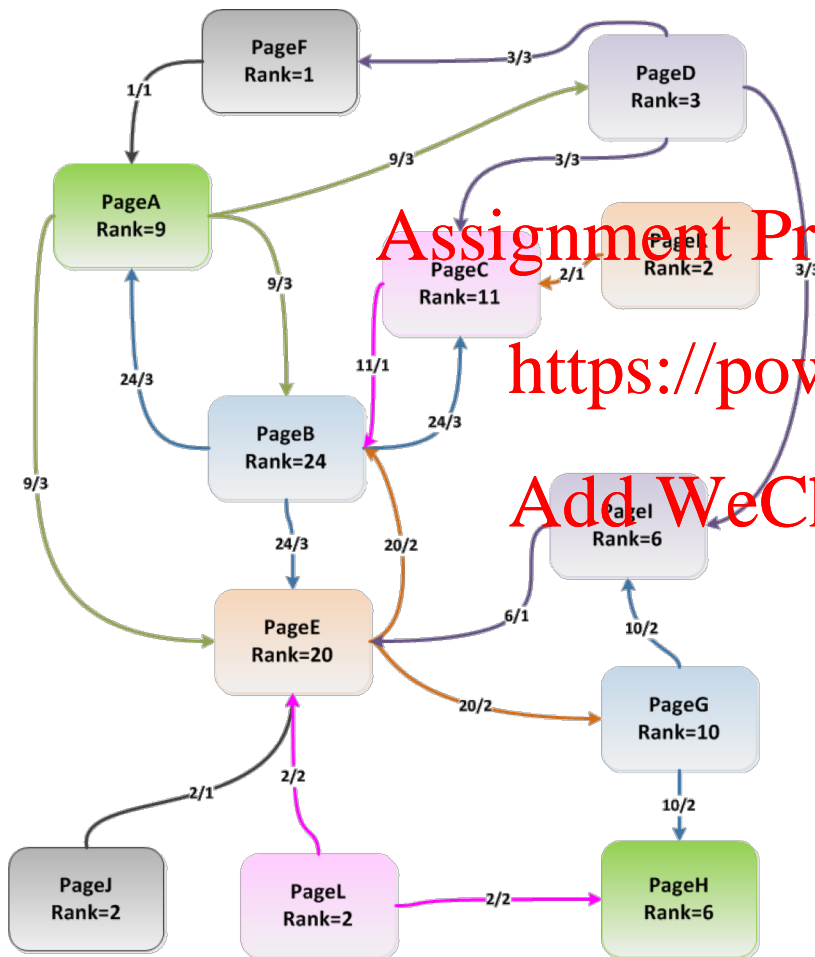 PageF
Rank=1
3/3
PageD
Rank=3
1/1
9/3
3/3
PageA
Rank=9
Assignment Pr
PageK
Rank=2
PageC
Rank=11
2/1
3/3
9/3
24/3
11/1
https://pow
24/3
PageB
Rank=24
9/3
Add WeCh
PageI
Rank=6
24/3
20/2
6/1
10/2
PageE
Rank=20
20/2
PageG
Rank=10
2/2
2/1
10/2
PageJ
Rank=2
PageL
Rank=2
2/2
PageH
Rank=6